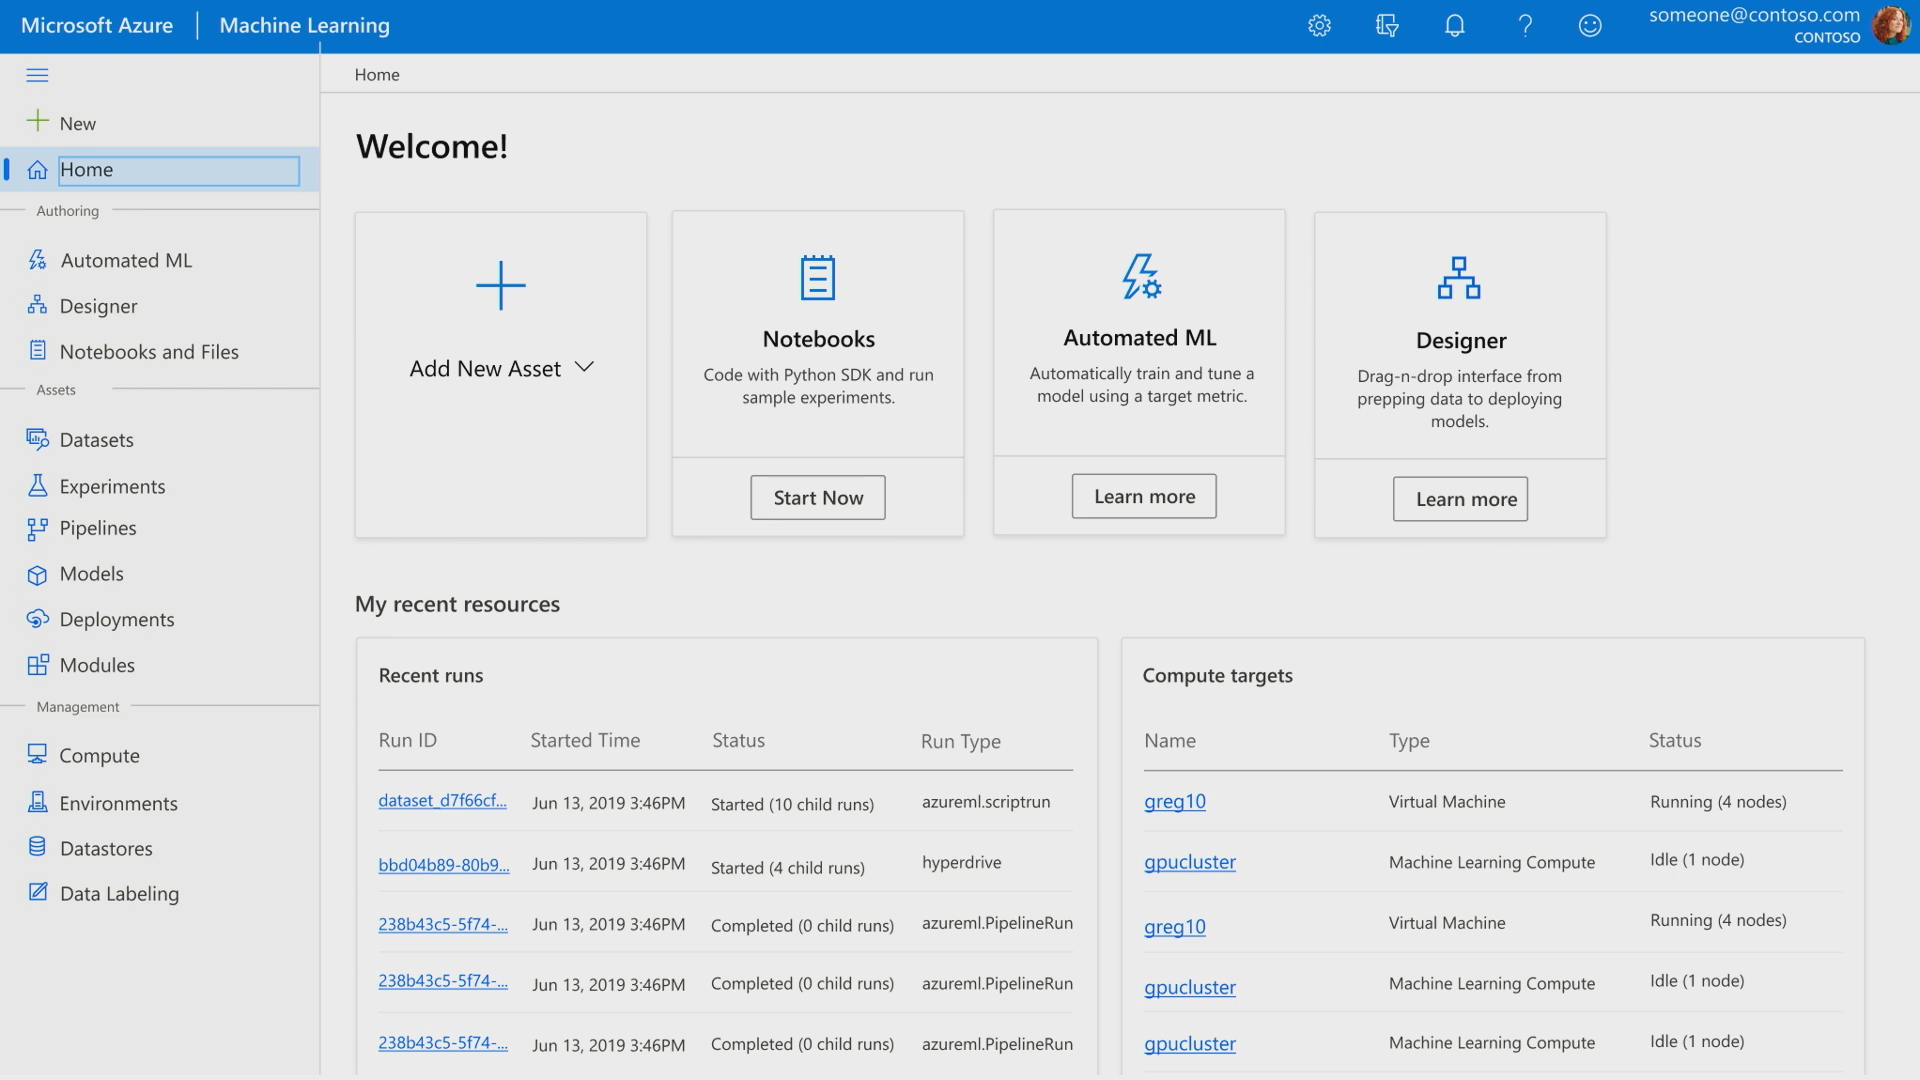 Microsoft Azure
Machine Learning
someone@contoso.com
CONTOSO
New
Home
Authoring
Automated ML
Designer
Notebooks and Files
Assets
Datasets
Experiments
Pipelines
Models
Deployments
Modules
Management
Compute
Environments
Datastores
Data Labeling
Home
Welcome!
Add New Asset
Notebooks
Code with Python SDK and run
sample experiments.
Start Now
Automated ML
Automatically train and tune a
model using a target metric.
Learn more
Designer
Drag-n-drop interface from
prepping data to deploying
models.
Learn more
My recent resources
Recent runs
Run ID Started Time Status Run Type
dataset_d7f66cf... Jun 13, 2019 3:46PM Started (10 child runs) azureml.scriptrun
bbd04b89-80b9... Jun 13, 2019 3:46PM Started (4 child runs) hyperdrive
238b43c5-5f74-... Jun 13, 2019 3:46PM Completed (0 child runs) azureml.PipelineRun
238b43c5-5f74-... Jun 13, 2019 3:46PM Completed (0 child runs) azureml.PipelineRun
238b43c5-5f74-... Jun 13, 2019 3:46PM Completed (0 child runs) azureml.PipelineRun
Compute targets
Name Type Status
greg10 Virtual Machine Running (4 nodes)
gpucluster Machine Learning Compute Idle (1 node)
greg10 Virtual Machine Running (4 nodes)
gpucluster Machine Learning Compute Idle (1 node)
gpucluster Machine Learning Compute Idle (1 node)